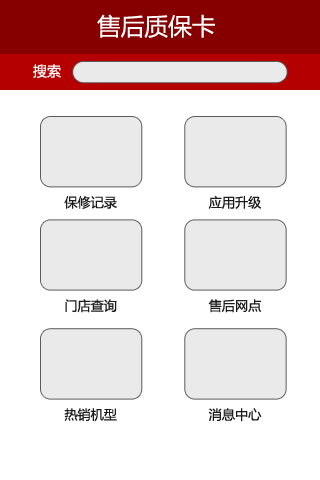 售后质保卡
搜索
保修记录 应用升级
门店查询 售后网点
热销机型 消息中心